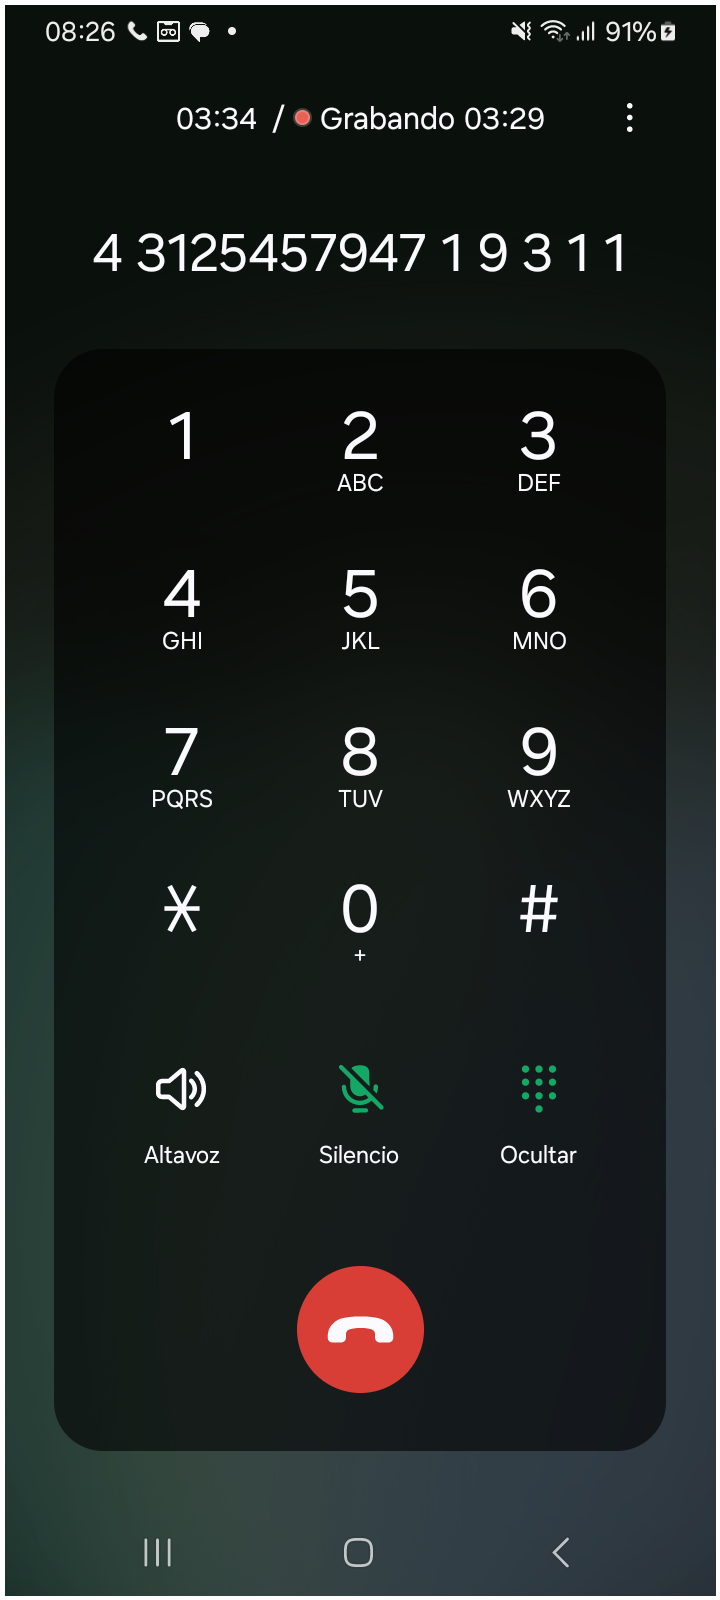 08:26 91%
03:34 / Grabando 03:29
4 3125457947 1 9 3 1 1
1 2 3
ABC DEF
4 5 6
GHI JKL MNO
7 8 9
PQRS TUV WXYZ
* 0 #
+
Altavoz Silencio Ocultar